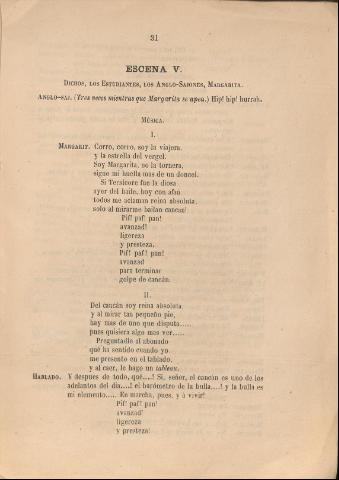 31
ESCENA V.
DICHOS, LOS ESTUDIANTES, LOS ANGLO-SAJONES, MARGARITA.
ANGLO-SAJ. (Tres veces mientras que Margarita se apea.) Hip! hip! hurrah.
MÚSICA.
I.
MARGARIT. Corro, corro, soy la viajera,
y la estrella del vergel.
Soy Margarita, no la tornera,
sigue mi huella mas de un doncel.
Si Tersícore fue la diosa
ayer del baile, hoy con afan
todos me aclaman reina absoluta,
solo al mirarme bailan cancan!
Pif! paf! pan!
avanzad!
ligereza
y presteza.
Pif! paf! pan!
avanzad
para terminar
golpe de cancán.
II.
Del cancán soy reina absoluta
y al mirar tan pequeño pie,
hay mas de uno que disputa.....
pues quisiera algo mas ver.....
Preguntadle al abonado
qué ha sentido cuando yo
me presento en el tablado,
y al caer, le hago un tableau.
HABLADO. Y despues de todo, qué....! Si, señor, el cancán es uno de los
adelantos del dia....! el barómetro de la bulla....! y la bulla es
mi elemento..... En marcha, pues, y á vivir!
Pif! paf! pan!
avanzad!
ligereza
y presteza!